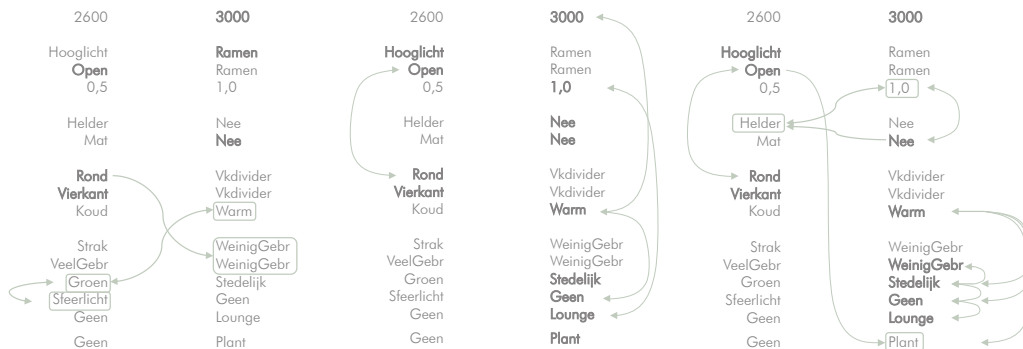 2600 3000
Hooglicht Ramen
Open Ramen
0,5 1,0
Helder Nee
Mat Nee
Rond Vkdivider
Vierkant Vkdivider
Koud Warm
Strak WeinigGebr
VeelGebr WeinigGebr
Groen Stedelijk
Sfeerlicht Geen
Geen Lounge
Geen Plant
2600 3000
Hooglicht Ramen
Open Ramen
0,5 1,0
Helder Nee
Mat Nee
Rond Vkdivider
Vierkant Vkdivider
Koud Warm
Strak WeinigGebr
VeelGebr WeinigGebr
Groen Stedelijk
Sfeerlicht Geen
Geen Lounge
Geen Plant
2600 3000
Hooglicht Ramen
Open Ramen
0,5 1,0
Helder Nee
Mat Nee
Rond Vkdivider
Vierkant Vkdivider
Koud Warm
Strak WeinigGebr
VeelGebr WeinigGebr
Groen Stedelijk
Sfeerlicht Geen
Geen Lounge
Geen Plant